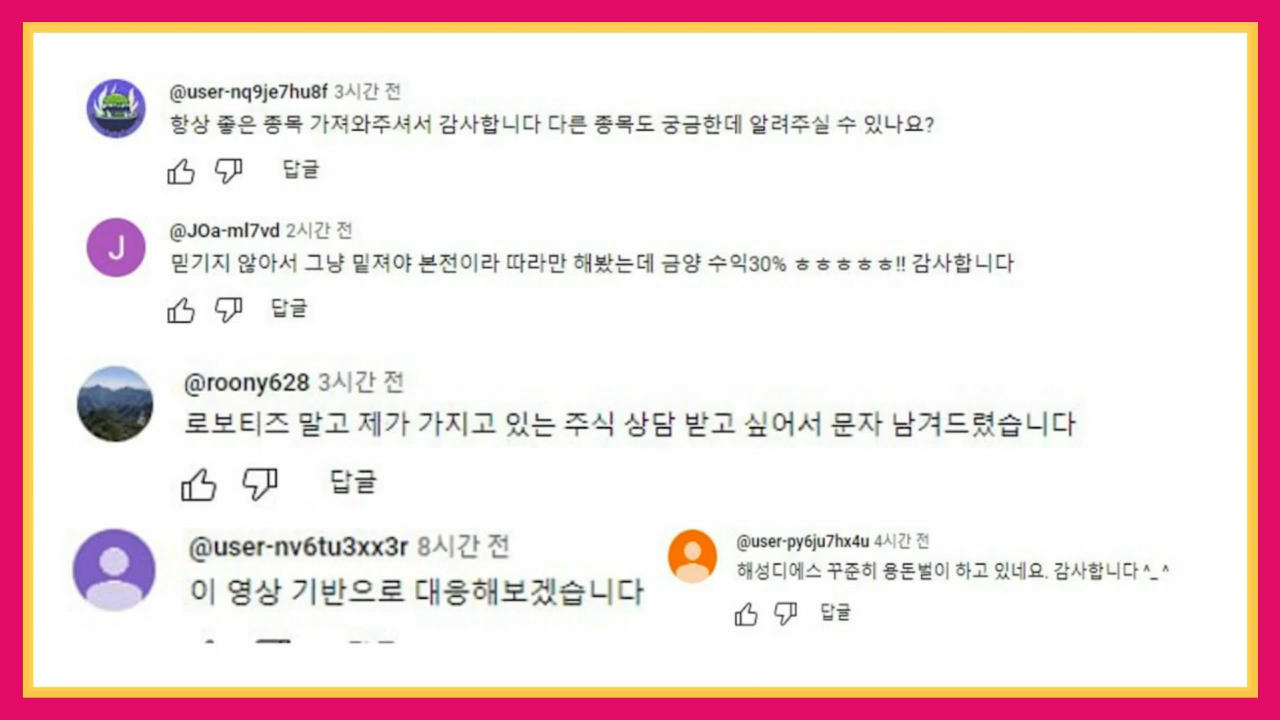 @user-nq9je7hu8f 3시간 전
항상 좋은 종목 가져와주셔서 감사합니다 다른 종목도 궁금한데 알려주실 수 있나요?
답글
J
@JOa-ml7vd 2시간 전
믿기지 않아서 그냥 밑져야 본전이라 따라만 해봤는데 금양 수익30% ㅎㅎㅎㅎㅎ!! 감사합니다
답글
@roony628 3시간 전
로보티즈 말고 제가 가지고 있는 주식 상담 받고 싶어서 문자 남겨드렸습니다
답글
@user-nv6tu3xx3r 8시간 전
이 영상 기반으로 대응해보겠습니다
@user-py6ju7hx4u 4시간 전
해성디에스 꾸준히 용돈벌이 하고 있네요. 감사합니다 ^_^
답글